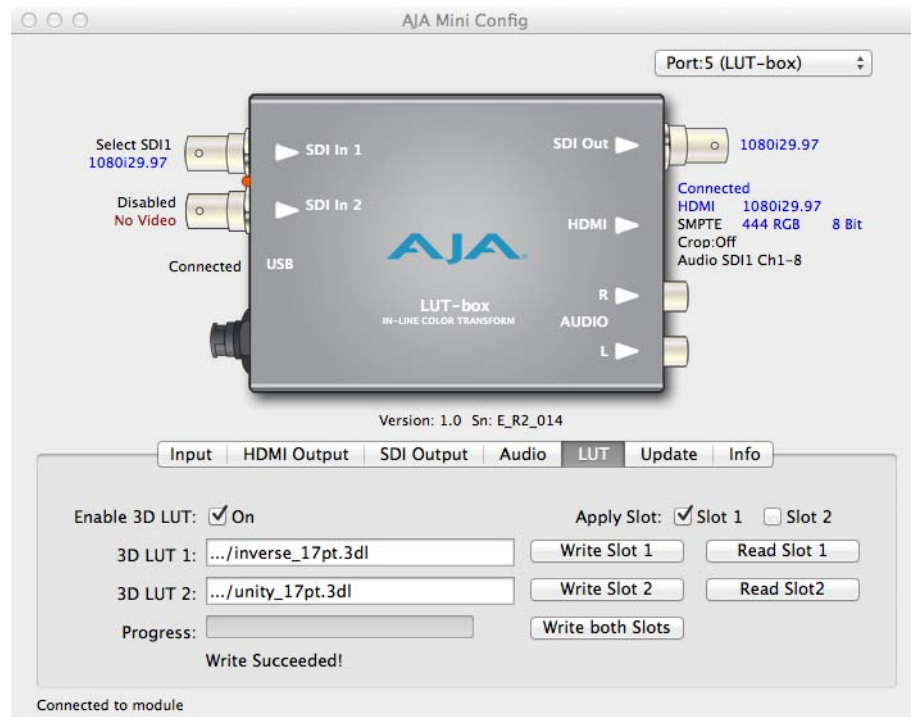 AJA Mini Config
Port:5 (LUT-box)
Select SDI1
1080i29.97
Disabled
No Video
Connected
SDI In 1
SDI In 2
USB
AJA
LUT-box
IN-LINE COLOR TRANSFORM
SDI Out
HDMI
R
AUDIO
L
1080i29.97
Connected
HDMI 1080i29.97
SMPTE 444 RGB 8 Bit
Crop:Off
Audio SDI1 Ch1-8
Version: 1.0 Sn: E_R2_014
Input HDMI Output SDI Output Audio LUT Update Info
Enable 3D LUT: On Apply Slot: Slot 1 Slot 2
3D LUT 1: .../inverse_17pt.3dl Write Slot 1 Read Slot 1
3D LUT 2: .../unity_17pt.3dl Write Slot 2 Read Slot2
Progress: Write both Slots
Write Succeeded!
Connected to module